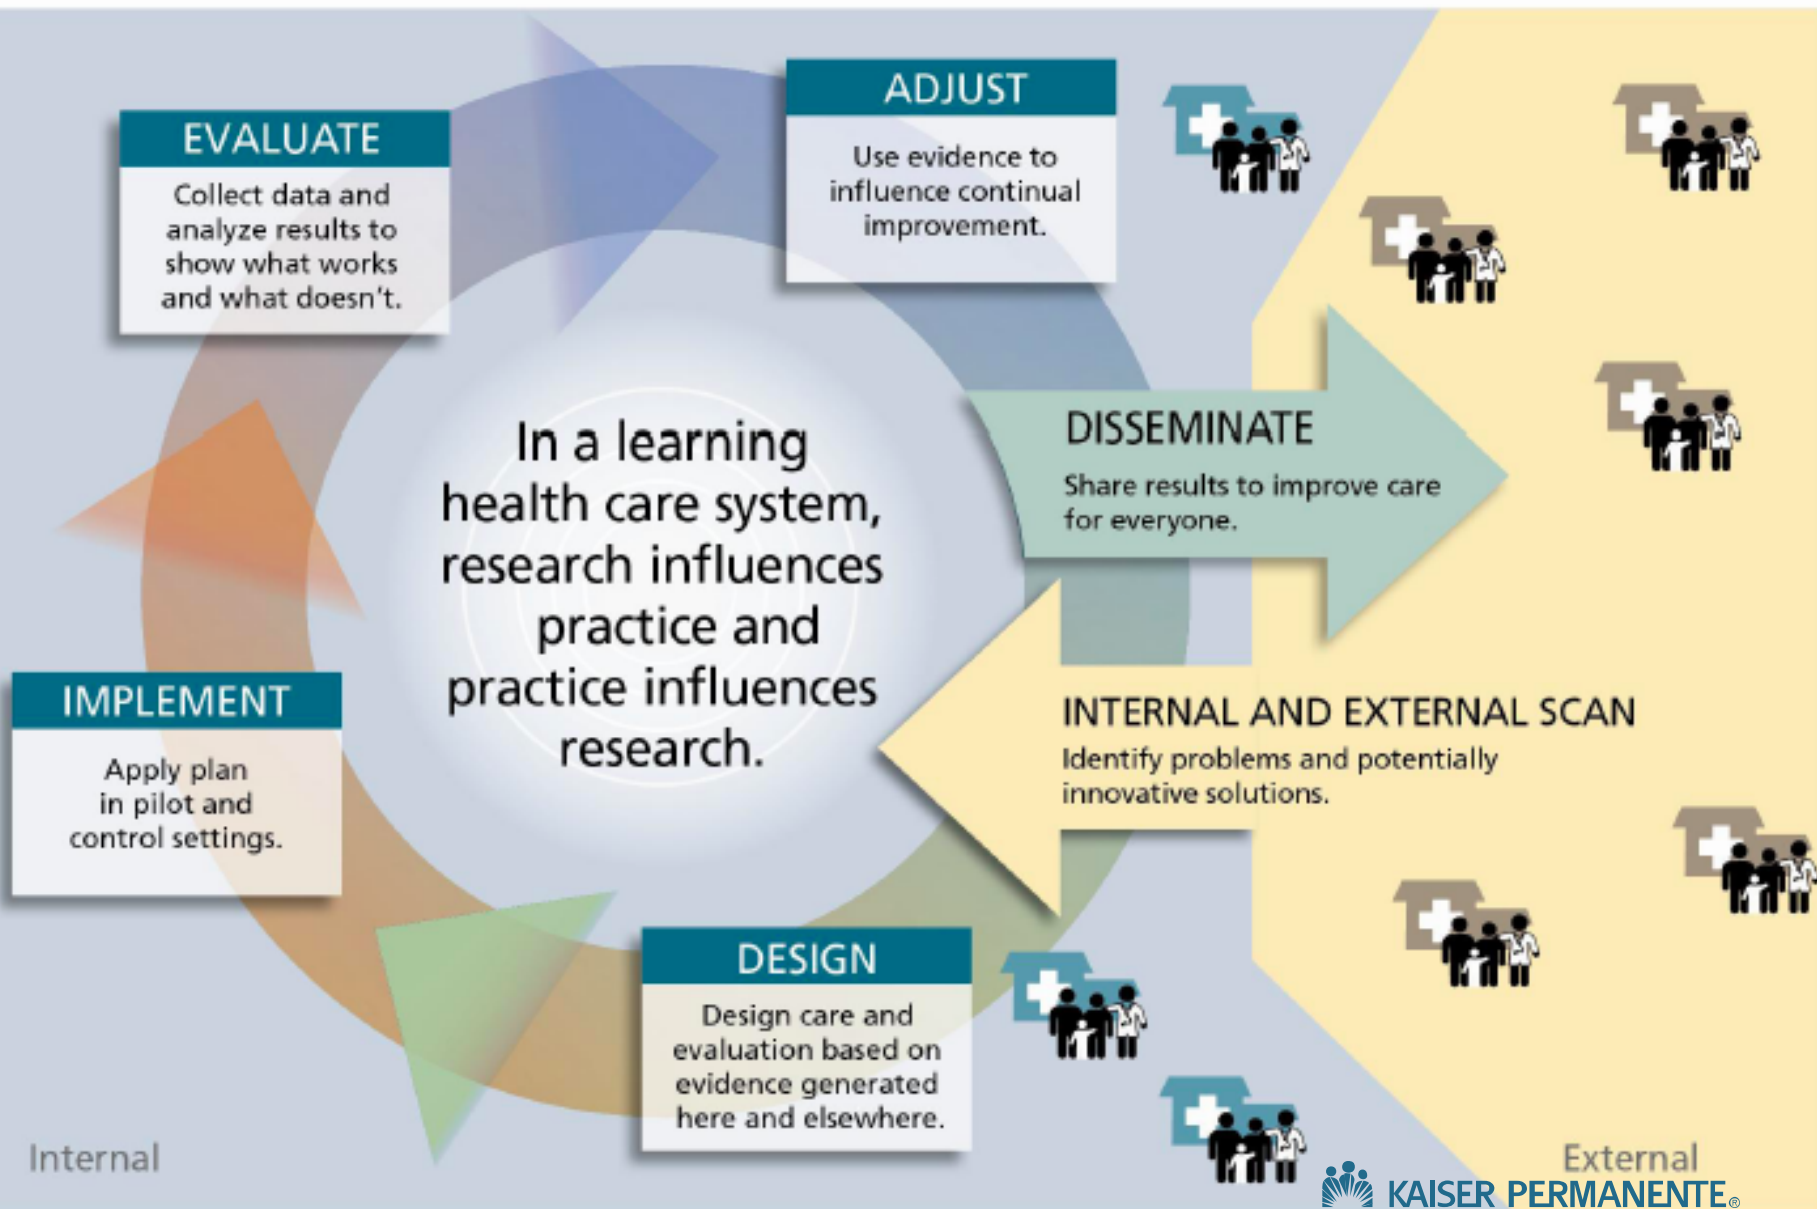 ADJUST
Use evidence to
influence continual
improvement.
EVALUATE
Collect data and
analyze results to
show what works
and what doesn't.
In a learning
health care system,
research influences
practice and
practice influences
research.
DISSEMINATE
Share results to improve care
for everyone.
INTERNAL AND EXTERNAL SCAN
Identify problems and potentially
innovative solutions.
IMPLEMENT
Apply plan
in pilot and
control settings.
DESIGN
Design care and
evaluation based on
evidence generated
here and elsewhere.
Internal
External
KAISER PERMANENTE®